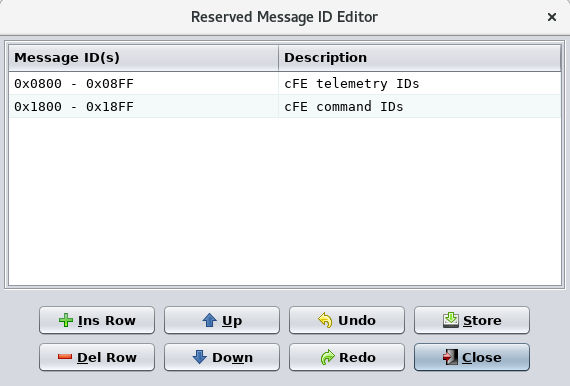 Reserved Message ID Editor
Message ID(s) Description
0x0800 - 0x08FF cFE telemetry IDs
0x1800 - 0x18FF cFE command IDs
Ins Row Up Undo Store
Del Row Down Redo Close